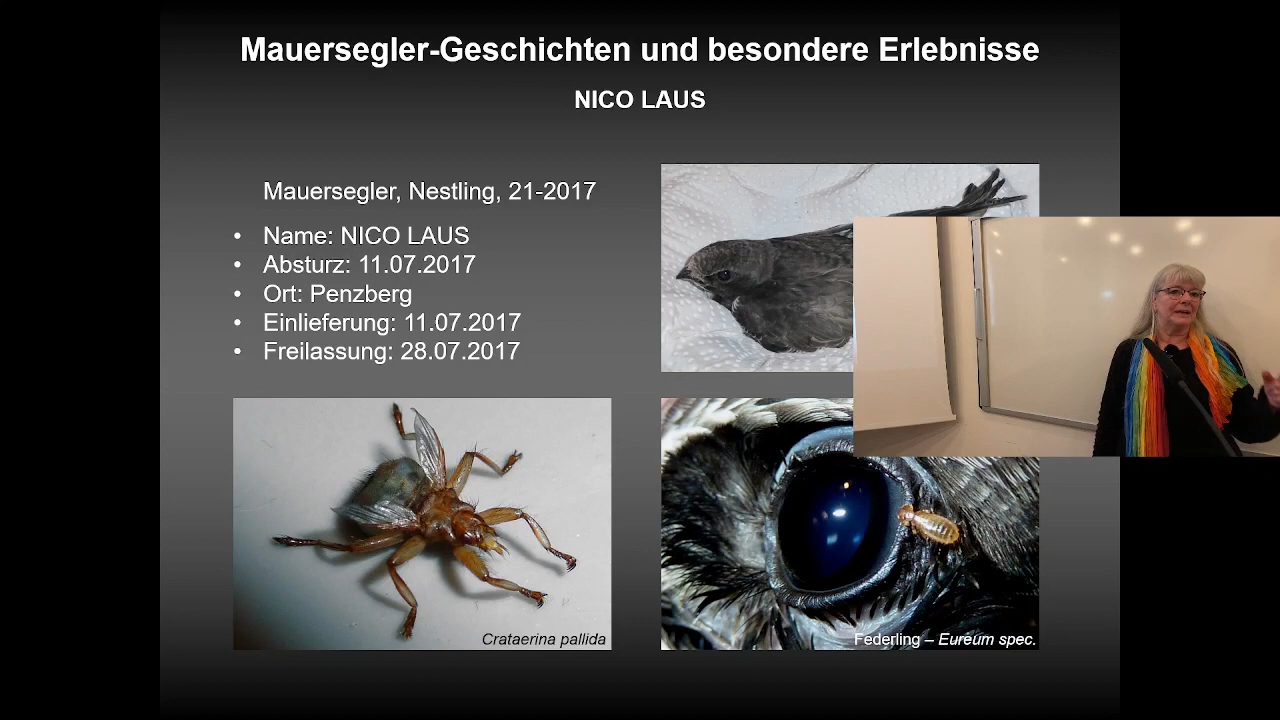 Mauersegler-Geschichten und besondere Erlebnisse
NICO LAUS
Mauersegler, Nestling, 21-2017
• Name: NICO LAUS
• Absturz: 11.07.2017
• Ort: Penzberg
• Einlieferung: 11.07.2017
• Freilassung: 28.07.2017
Crataerina pallida
Federling – Eureum spec.